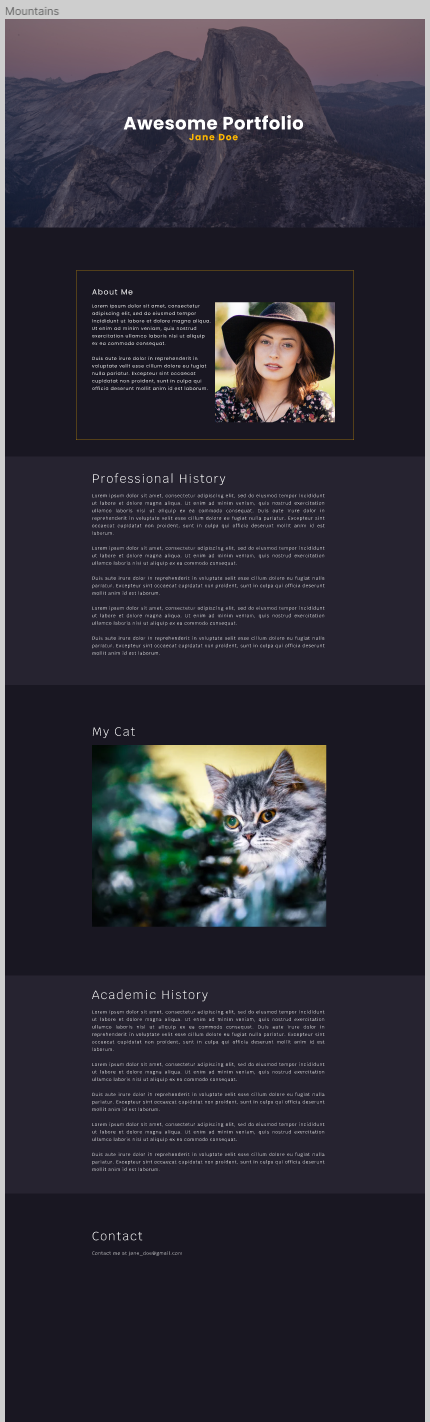 Mountains
Awesome Portfolio
Jane Doe
About Me
Lorem ipsum dolor sit amet, consectetur
adipiscing elit, sed do eiusmod tempor
incididunt ut labore et dolore magna aliqua.
Ut enim ad minim veniam, quis nostrud
exercitation ullamco laboris nisi ut aliquip
ex ea commodo consequat.
Duis aute irure dolor in reprehenderit in
voluptate velit esse cillum dolore eu fugiat
nulla pariatur. Excepteur sint occaecat
cupidatat non proident, sunt in culpa qui
officia deserunt mollit anim id est laborum.
Professional History
Lorem ipsum dolor sit amet, consectetur adipiscing elit, sed do eiusmod tempor incididunt
ut labore et dolore magna aliqua. Ut enim ad minim veniam, quis nostrud exercitation
ullamco laboris nisi ut aliquip ex ea commodo consequat. Duis aute irure dolor in
reprehenderit in voluptate velit esse cillum dolore eu fugiat nulla pariatur. Excepteur sint
occaecat cupidatat non proident, sunt in culpa qui officia deserunt mollit anim id est
laborum.
Lorem ipsum dolor sit amet, consectetur adipiscing elit, sed do eiusmod tempor incididunt
ut labore et dolore magna aliqua. Ut enim ad minim veniam, quis nostrud exercitation
ullamco laboris nisi ut aliquip ex ea commodo consequat.
Duis aute irure dolor in reprehenderit in voluptate velit esse cillum dolore eu fugiat nulla
pariatur. Excepteur sint occaecat cupidatat non proident, sunt in culpa qui officia deserunt
mollit anim id est laborum.
Lorem ipsum dolor sit amet, consectetur adipiscing elit, sed do eiusmod tempor incididunt
ut labore et dolore magna aliqua. Ut enim ad minim veniam, quis nostrud exercitation
ullamco laboris nisi ut aliquip ex ea commodo consequat.
Duis aute irure dolor in reprehenderit in voluptate velit esse cillum dolore eu fugiat nulla
pariatur. Excepteur sint occaecat cupidatat non proident, sunt in culpa qui officia deserunt
mollit anim id est laborum.
My Cat
Academic History
Lorem ipsum dolor sit amet, consectetur adipiscing elit, sed do eiusmod tempor incididunt
ut labore et dolore magna aliqua. Ut enim ad minim veniam, quis nostrud exercitation
ullamco laboris nisi ut aliquip ex ea commodo consequat. Duis aute irure dolor in
reprehenderit in voluptate velit esse cillum dolore eu fugiat nulla pariatur. Excepteur sint
occaecat cupidatat non proident, sunt in culpa qui officia deserunt mollit anim id est
laborum.
Lorem ipsum dolor sit amet, consectetur adipiscing elit, sed do eiusmod tempor incididunt
ut labore et dolore magna aliqua. Ut enim ad minim veniam, quis nostrud exercitation
ullamco laboris nisi ut aliquip ex ea commodo consequat.
Duis aute irure dolor in reprehenderit in voluptate velit esse cillum dolore eu fugiat nulla
pariatur. Excepteur sint occaecat cupidatat non proident, sunt in culpa qui officia deserunt
mollit anim id est laborum.
Lorem ipsum dolor sit amet, consectetur adipiscing elit, sed do eiusmod tempor incididunt
ut labore et dolore magna aliqua. Ut enim ad minim veniam, quis nostrud exercitation
ullamco laboris nisi ut aliquip ex ea commodo consequat.
Duis aute irure dolor in reprehenderit in voluptate velit esse cillum dolore eu fugiat nulla
pariatur. Excepteur sint occaecat cupidatat non proident, sunt in culpa qui officia deserunt
mollit anim id est laborum.
Contact
Contact me at jane_doe@gmail.com